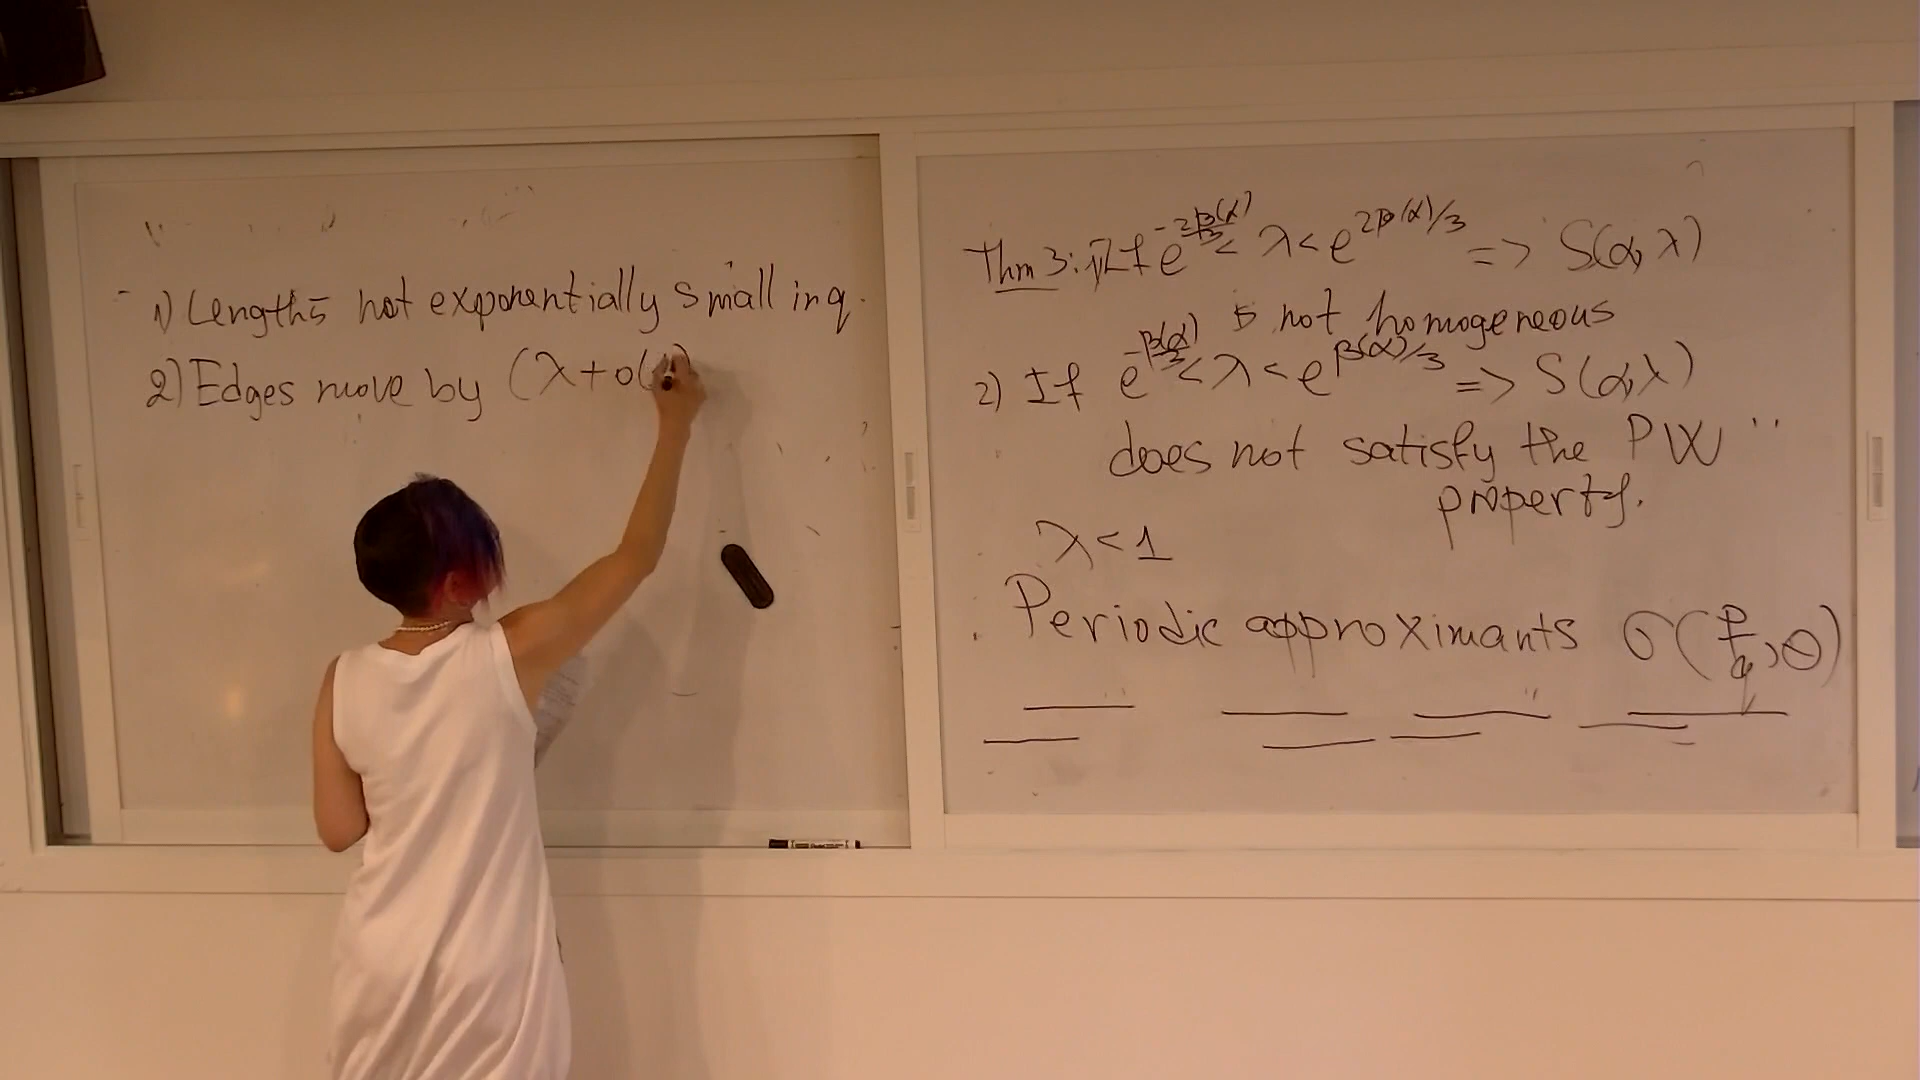 1) Lengths not exponentially small in q.
2) Edges move by (λ+o(1)
Thm 3: 1) If e^{-2β(α)/3} < λ < e^{2β(α)/3} => S(α, λ)
is not homogeneous
2) If e^{-β(α)/3} < λ < e^{β(α)/3} => S(α, λ)
does not satisfy the PW
property.
λ < 1
Periodic approximants σ(p/q, θ)